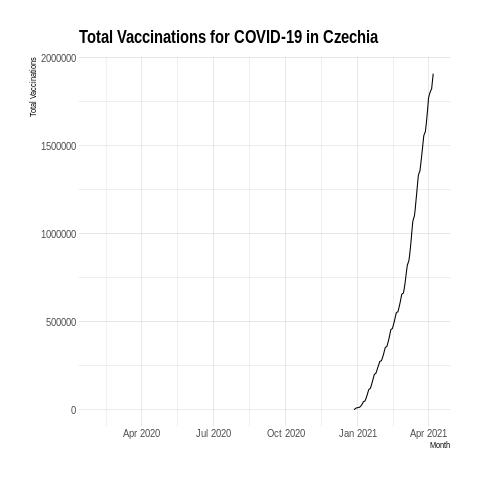 Total Vaccinations for COVID-19 in Czechia
Total Vaccinations
2000000
1500000
1000000
500000
0
Apr 2020 Jul 2020 Oct 2020 Jan 2021 Apr 2021
Month